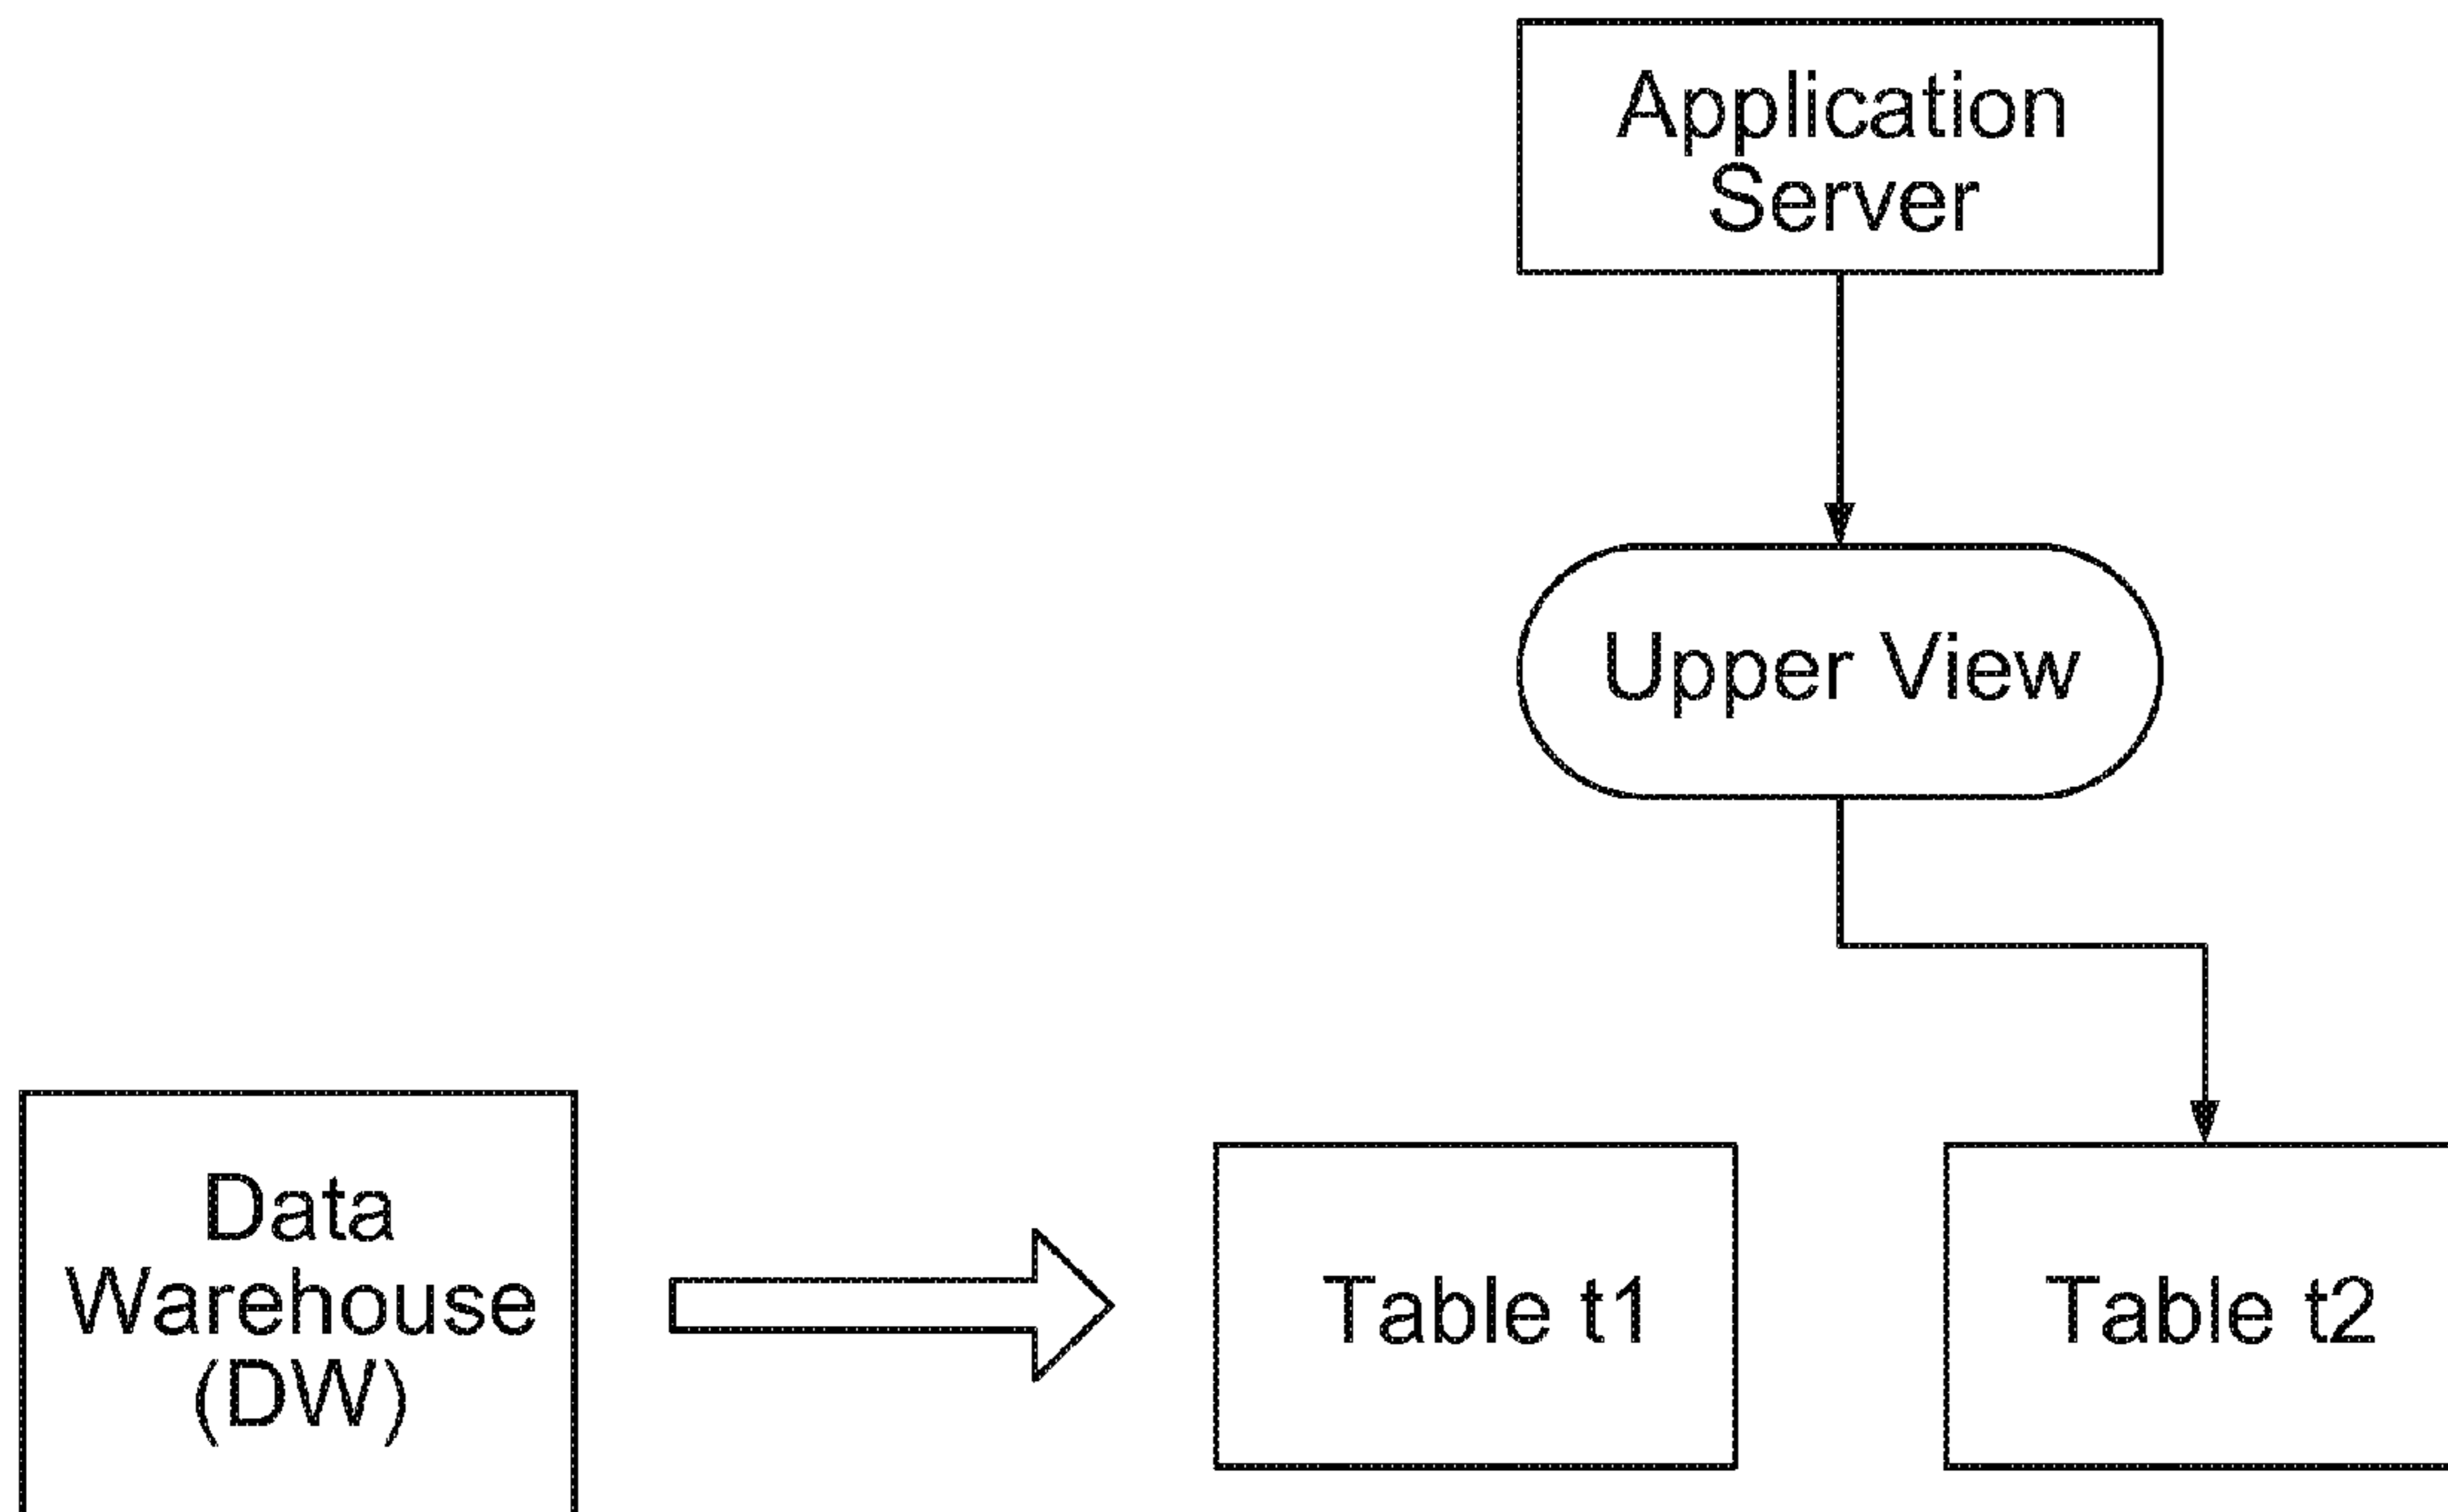 Application
Server
Upper View
Data
Warehouse
(DW)
Table t1
Table t2